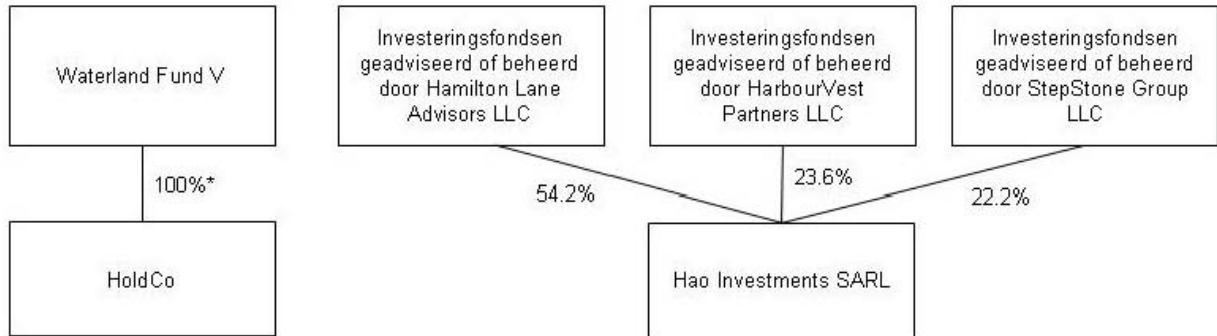 Waterland Fund V
Investeringsfondsen
geadviseerd of beheerd
door Hamilton Lane
Advisors LLC
Investeringsfondsen
geadviseerd of beheerd
door HarbourVest
Partners LLC
Investeringsfondsen
geadviseerd of beheerd
door StepStone Group
LLC
100%*
54.2%
23.6%
22.2%
HoldCo
Hao Investments SARL